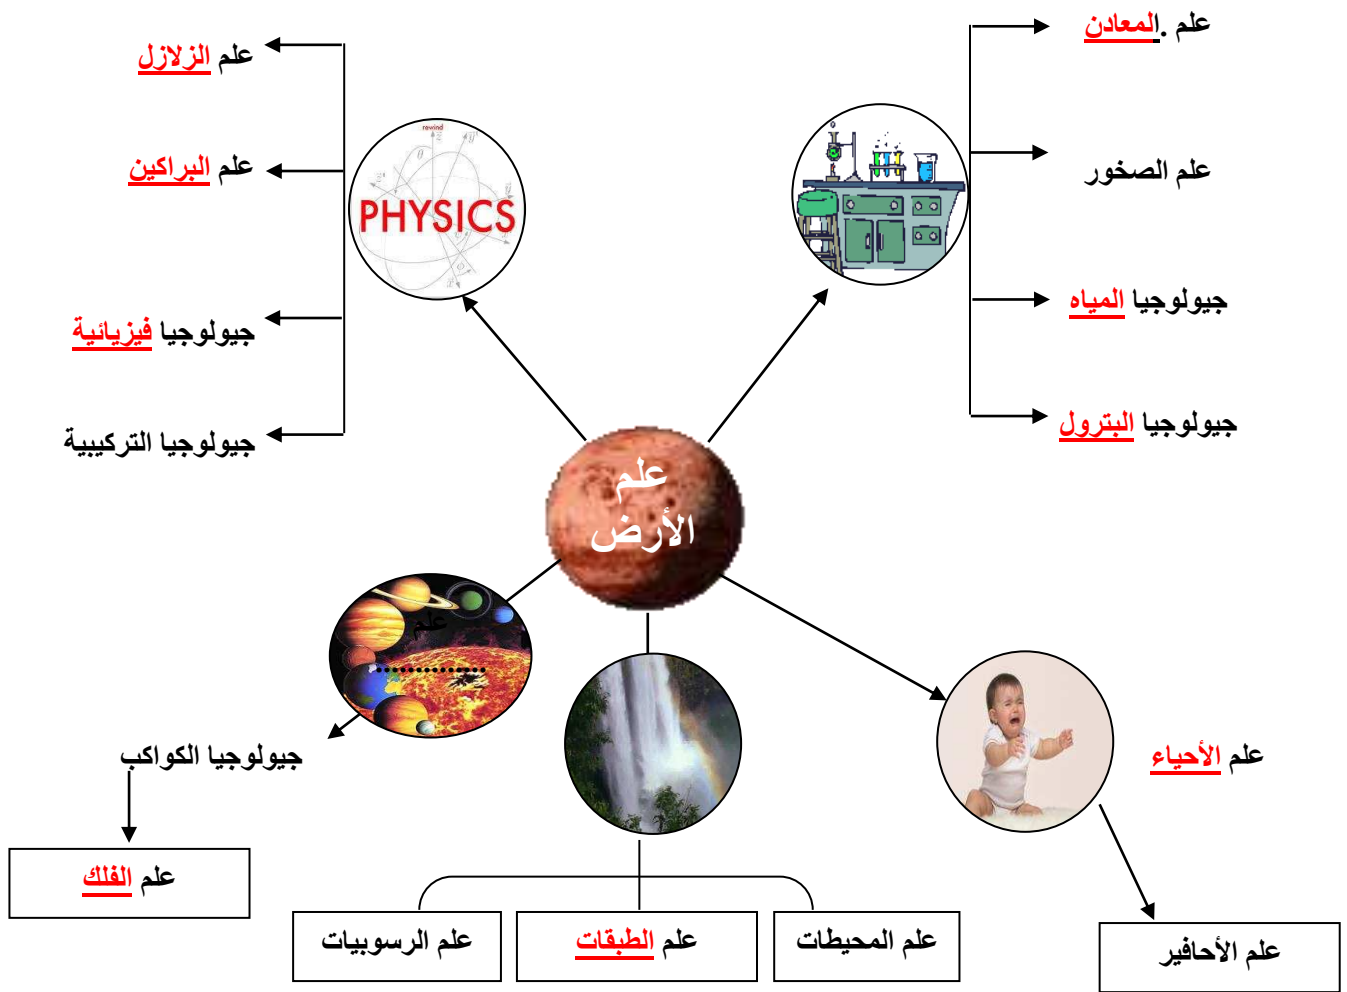 علم .المعادن
علم الصخور
جيولوجيا المياه
جيولوجيا البترول
علم الزلازل
علم البراكين
جيولوجيا فيزيائية
جيولوجيا التركيبية
rewind
PHYSICS
علم
الأرض
علم
...............
جيولوجيا الكواكب
علم الفلك
علم الأحياء
علم الأحافير
علم المحيطات
علم الطبقات
علم الرسوبيات